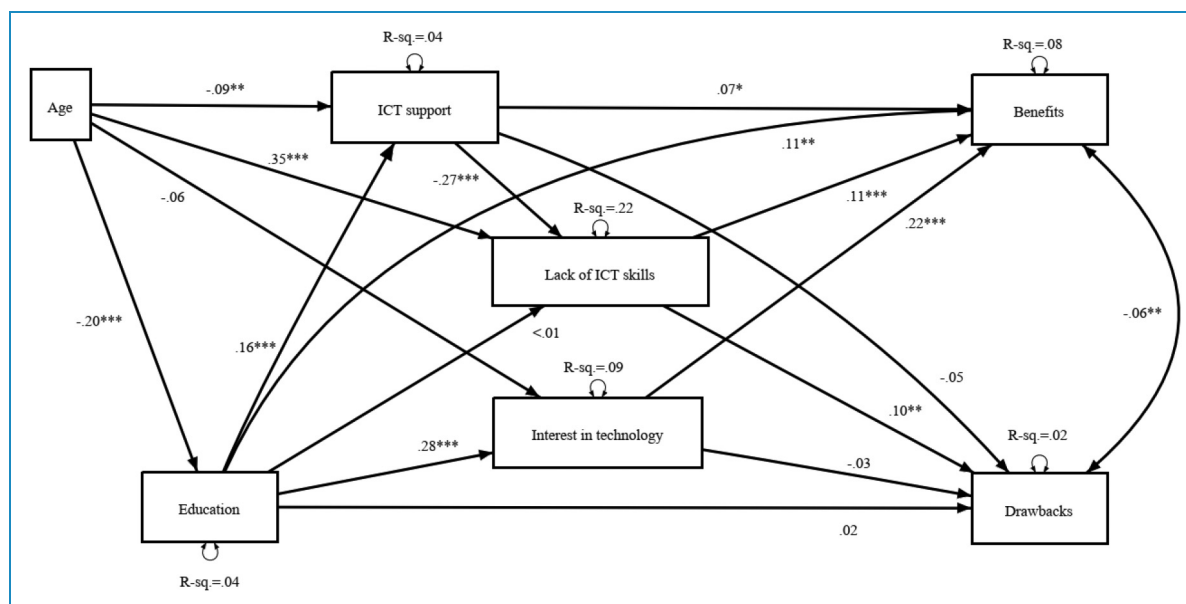 R-sq.=.04
R-sq.=.08
Age
-.09**
ICT support
.07*
Benefits
.35***
-.27***
.11**
-.06
R-sq.=.22
.11***
.22***
Lack of ICT skills
-.20***
.16***
<.01
-.06**
R-sq.=.09
-.05
.10**
Interest in technology
.28***
R-sq.=.02
-.03
Education
Drawbacks
.02
R-sq.=.04